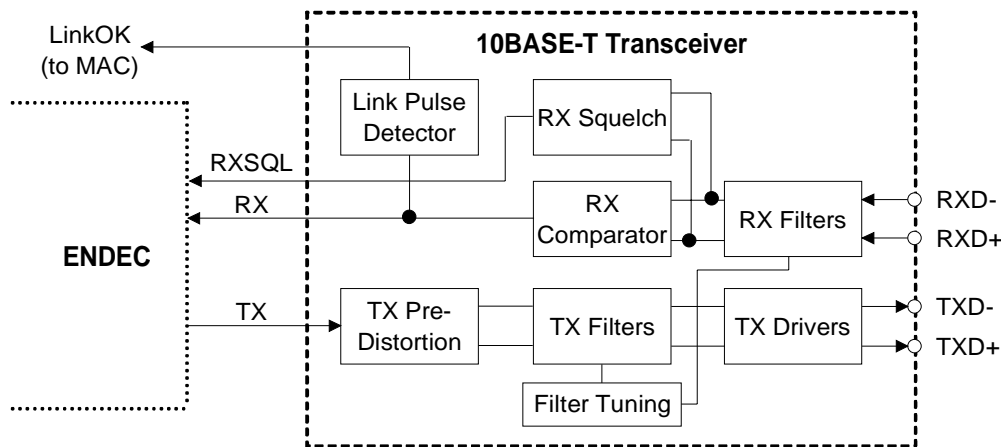 LinkOK
(to MAC)
10BASE-T Transceiver
Link Pulse
Detector
RX Squelch
RXSQL
RX
RX
Comparator
RX Filters
RXD-
RXD+
ENDEC
TX
TX Pre-
Distortion
TX Filters
TX Drivers
TXD-
TXD+
Filter Tuning